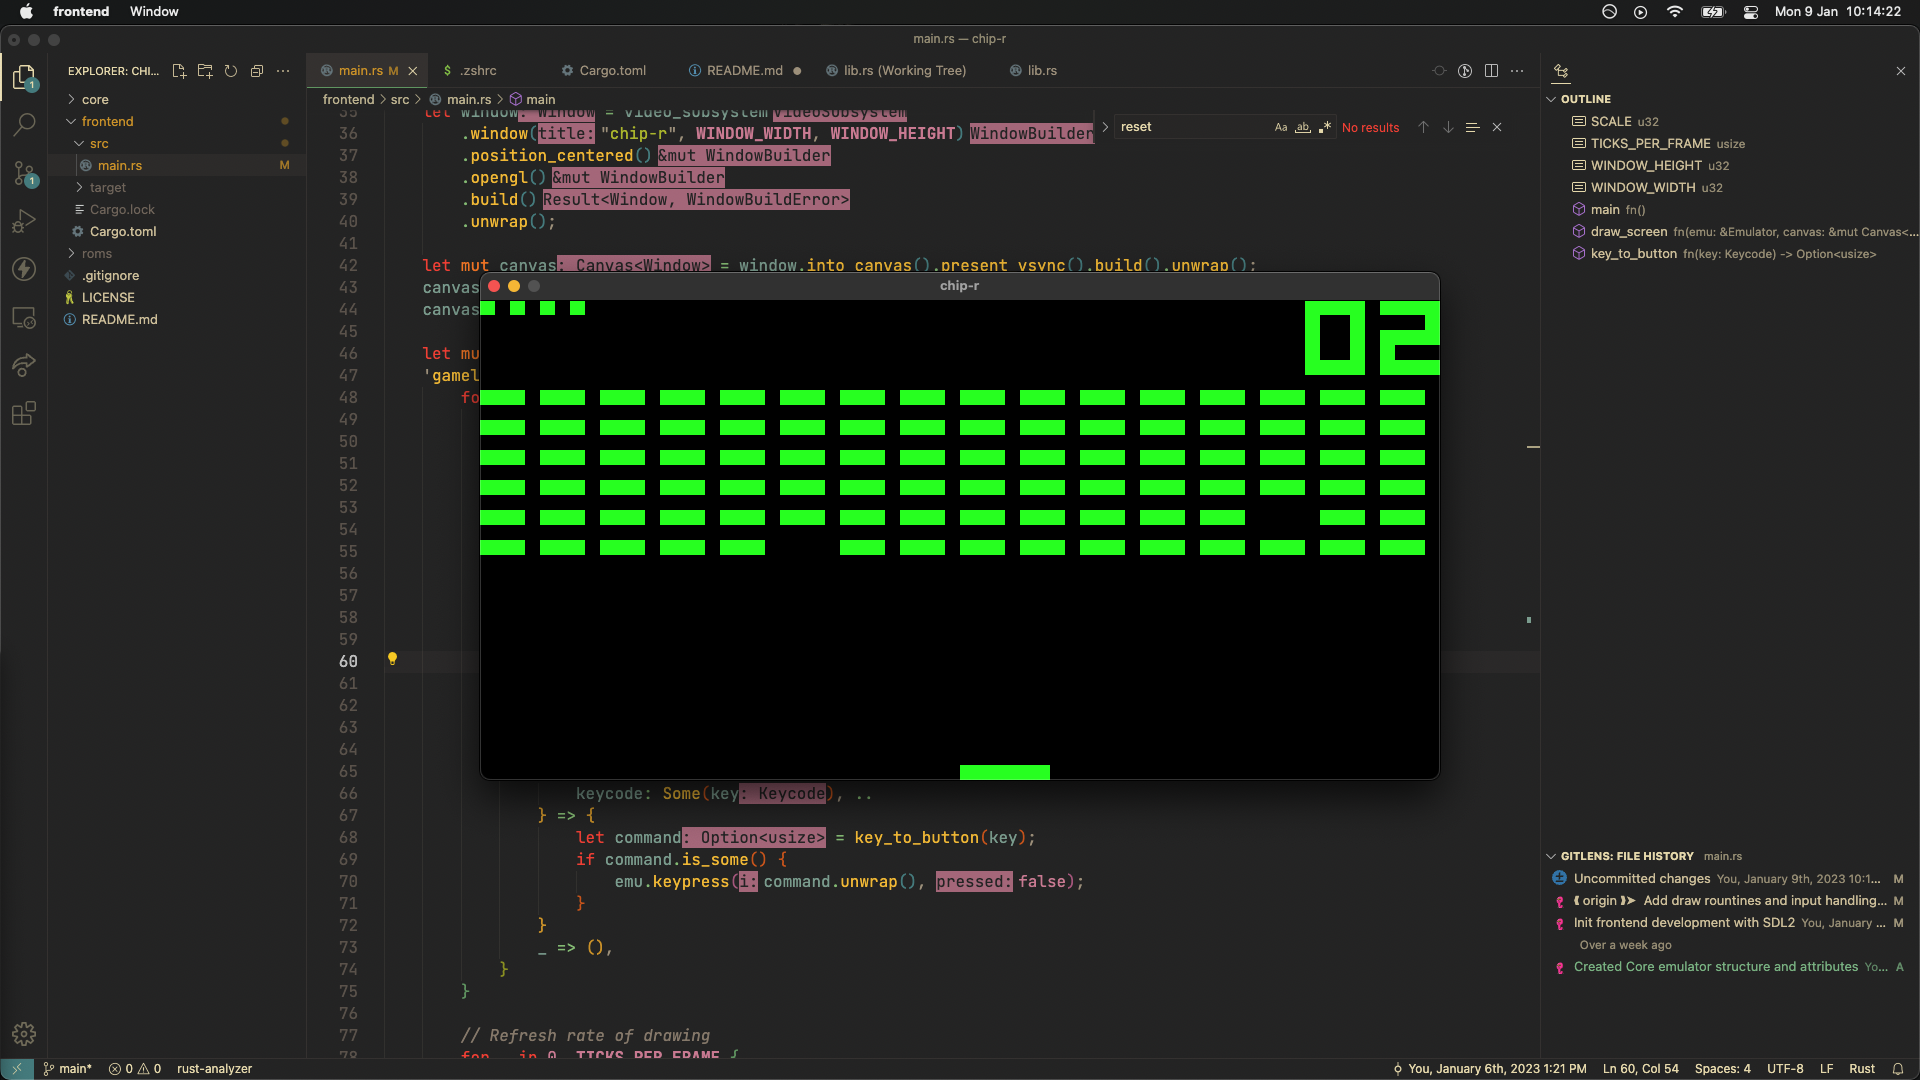 frontend Window
Mon 9 Jan 10:14:22
main.rs — chip-r
EXPLORER: CHI...
core
frontend
src
main.rs M
target
Cargo.lock
Cargo.toml
roms
.gitignore
LICENSE
README.md
main.rs M
$ .zshrc
Cargo.toml
README.md
lib.rs (Working Tree)
lib.rs
frontend > src > main.rs > main
reset
Aa ab .*
No results
35 let window: Window = video_subsystem VideoSubsystem
36 .window(title: "chip-r", WINDOW_WIDTH, WINDOW_HEIGHT) WindowBuilder
37 .position_centered() &mut WindowBuilder
38 .opengl() &mut WindowBuilder
39 .build() Result<Window, WindowBuildError>
40 .unwrap();
41
42 let mut canvas: Canvas<Window> = window.into_canvas().present_vsync().build().unwrap();
43 canvas
44 canvas
45
46 let mu
47 'gamel
48 fo
49
50
51
52
53
54
55
56
57
58
59
60
61
62
63
64
65
66 keycode: Some(key: Keycode), ..
67 } => {
68 let command: Option<usize> = key_to_button(key);
69 if command.is_some() {
70 emu.keypress(i: command.unwrap(), pressed: false);
71 }
72 }
73 _ => (),
74 }
75 }
76
77 // Refresh rate of drawing
78 for _ in 0..TICKS_PER_FRAME {
chip-r
02
OUTLINE
SCALE u32
TICKS_PER_FRAME usize
WINDOW_HEIGHT u32
WINDOW_WIDTH u32
main fn()
draw_screen fn(emu: &Emulator, canvas: &mut Canvas<...
key_to_button fn(key: Keycode) -> Option<usize>
GITLENS: FILE HISTORY main.rs
Uncommitted changes You, January 9th, 2023 10:1... M
origin Add draw rountines and input handling... M
Init frontend development with SDL2 You, January ... M
Over a week ago
Created Core emulator structure and attributes Yo... A
main* 0 0 rust-analyzer
You, January 6th, 2023 1:21 PM Ln 60, Col 54 Spaces: 4 UTF-8 LF Rust